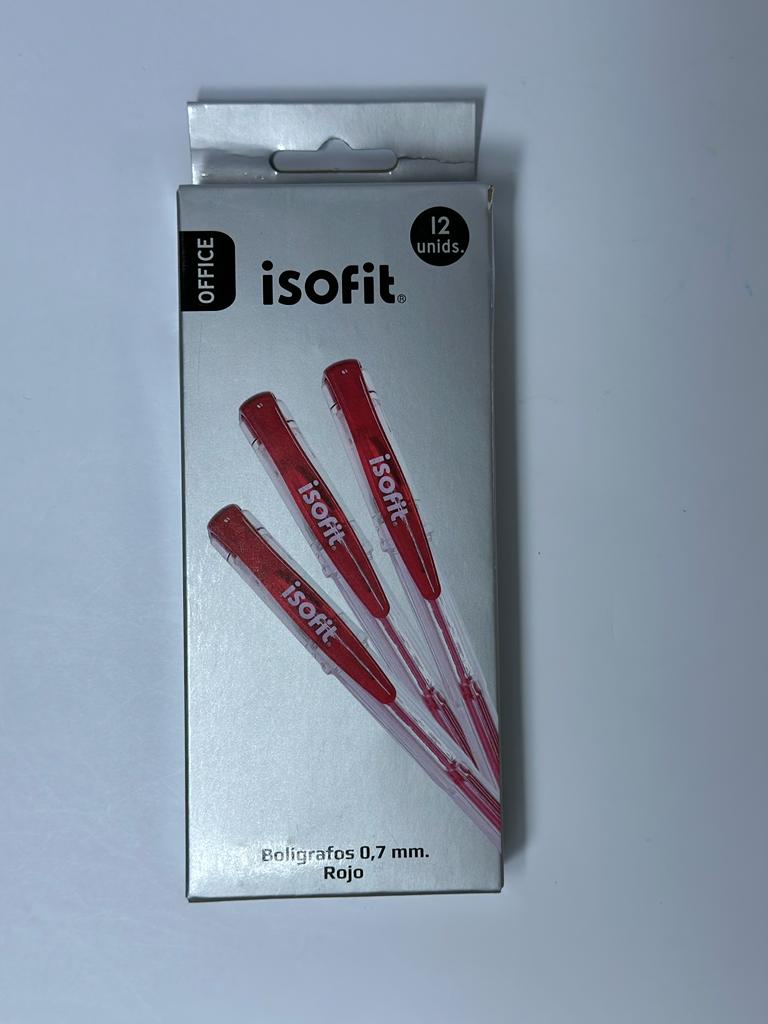 12
unids.
OFFICE
isofit®
isofit
isofit
isofit
Bolígrafos 0,7 mm.
Rojo